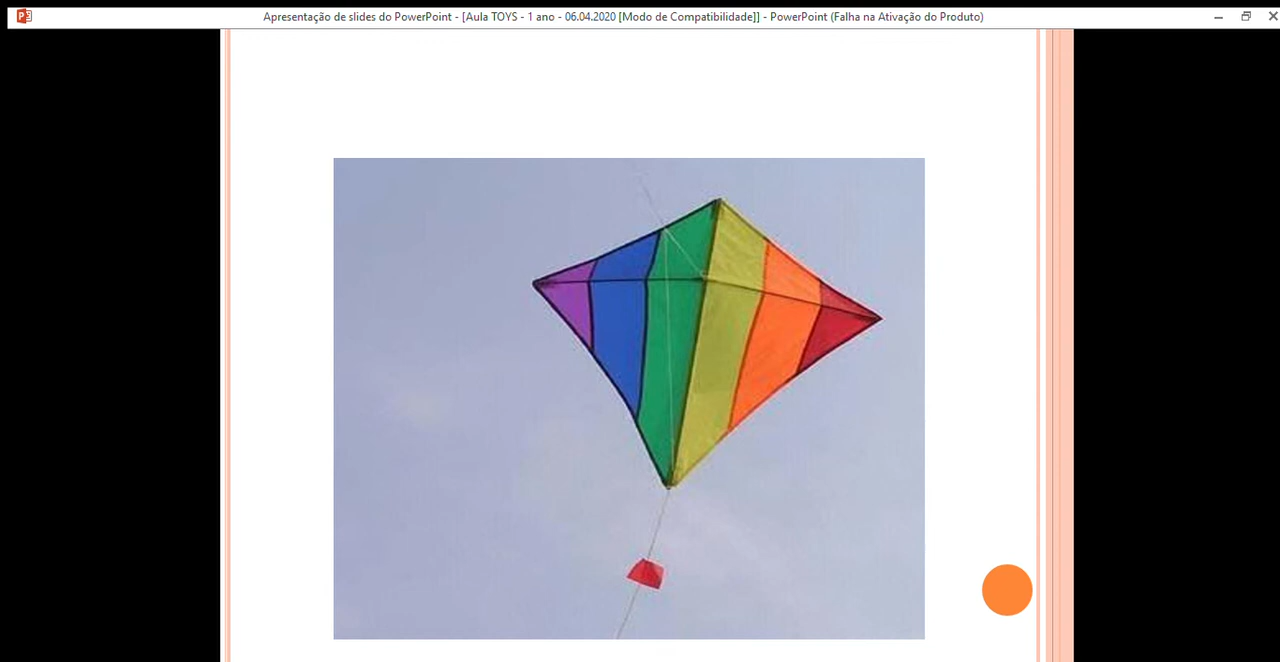 Apresentação de slides do PowerPoint - [Aula TOYS - 1 ano - 06.04.2020 [Modo de Compatibilidade]] - PowerPoint (Falha na Ativação do Produto)